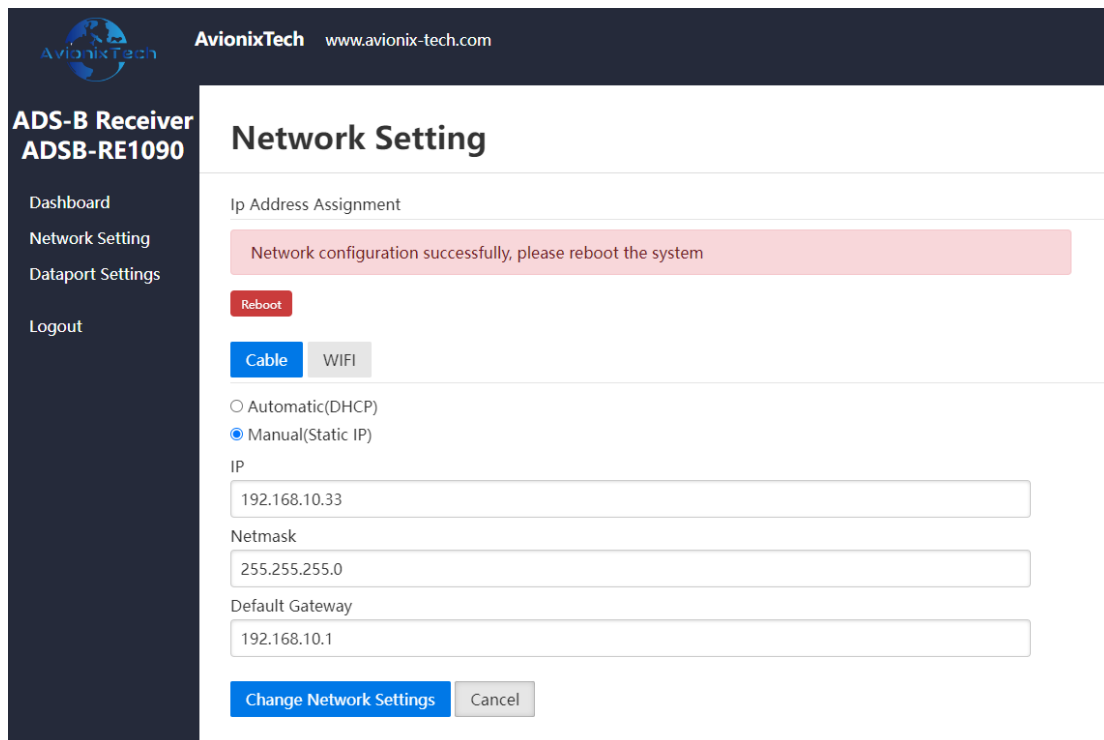 AvionixTech
AvionixTech www.avionix-tech.com
ADS-B Receiver
ADSB-RE1090
Dashboard
Network Setting
Dataport Settings
Logout
Network Setting
Ip Address Assignment
Network configuration successfully, please reboot the system
Reboot
Cable WIFI
Automatic(DHCP)
Manual(Static IP)
IP
192.168.10.33
Netmask
255.255.255.0
Default Gateway
192.168.10.1
Change Network Settings Cancel